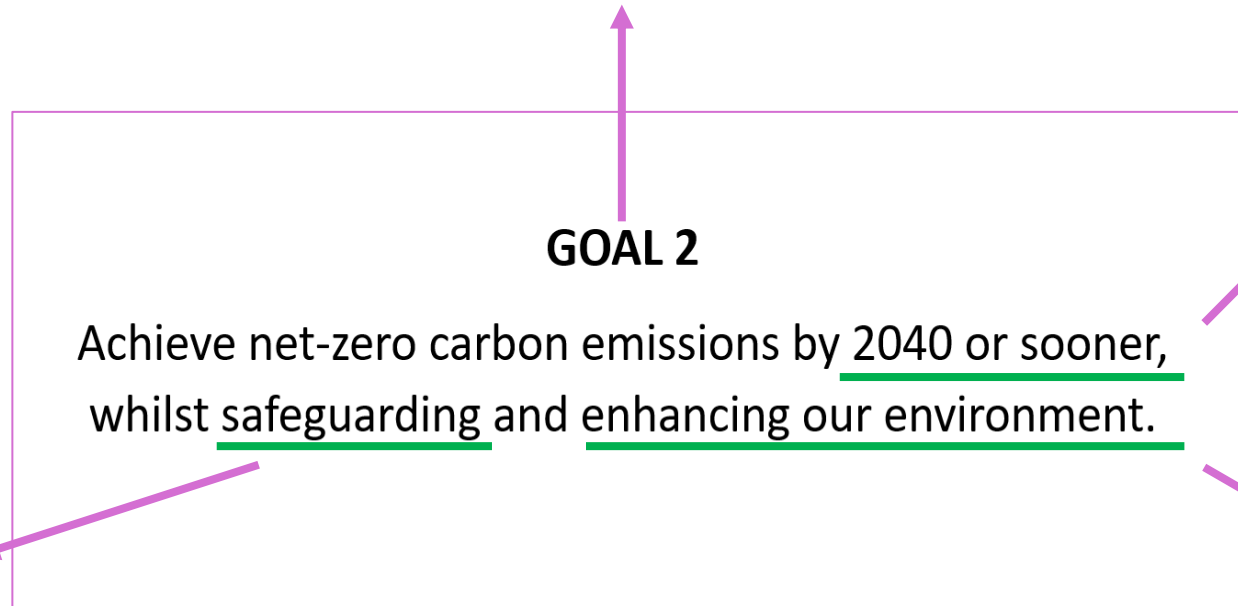 GOAL 2
Achieve net-zero carbon emissions by 2040 or sooner,
whilst safeguarding and enhancing our environment.